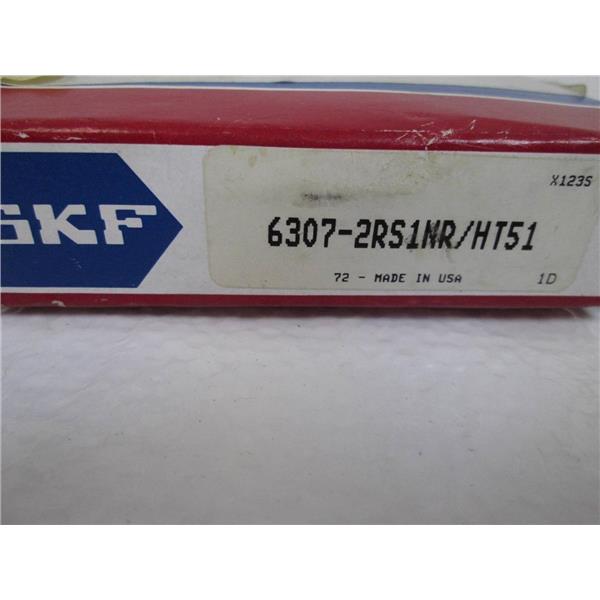 SKF
X123S
6307-2RS1NR/HT51
72 - MADE IN USA 1D